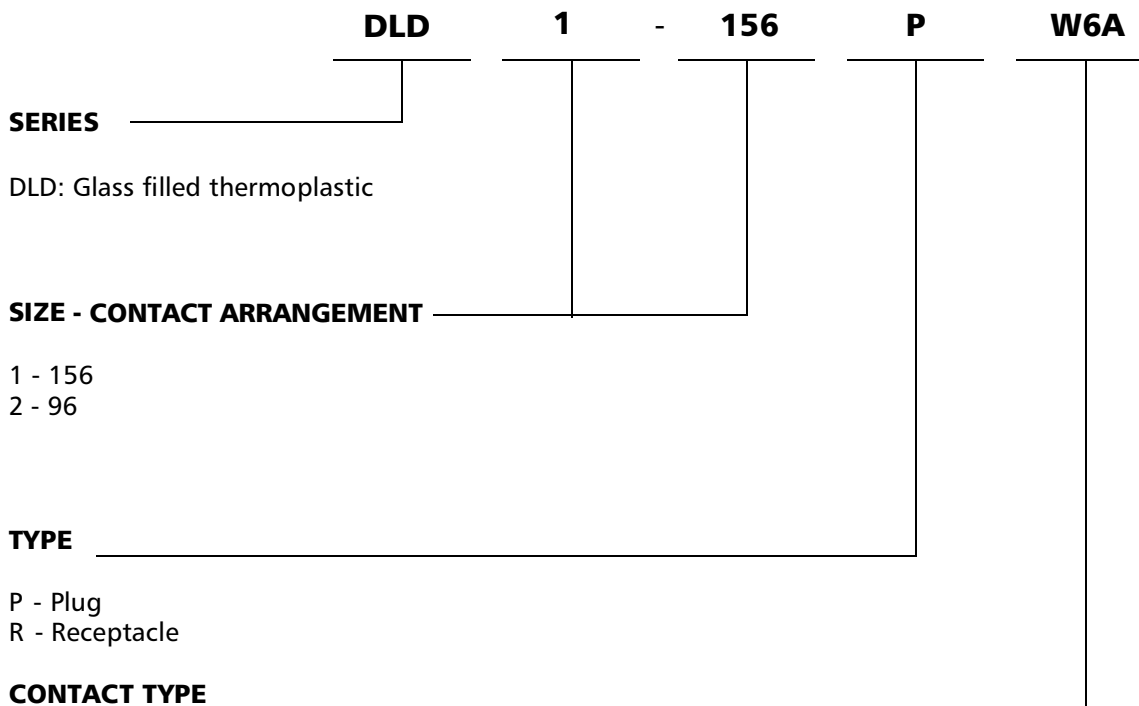 DLD 1 - 156 P W6A
SERIES
DLD: Glass filled thermoplastic
SIZE - CONTACT ARRANGEMENT
1 - 156
2 - 96
TYPE
P - Plug
R - Receptacle
CONTACT TYPE